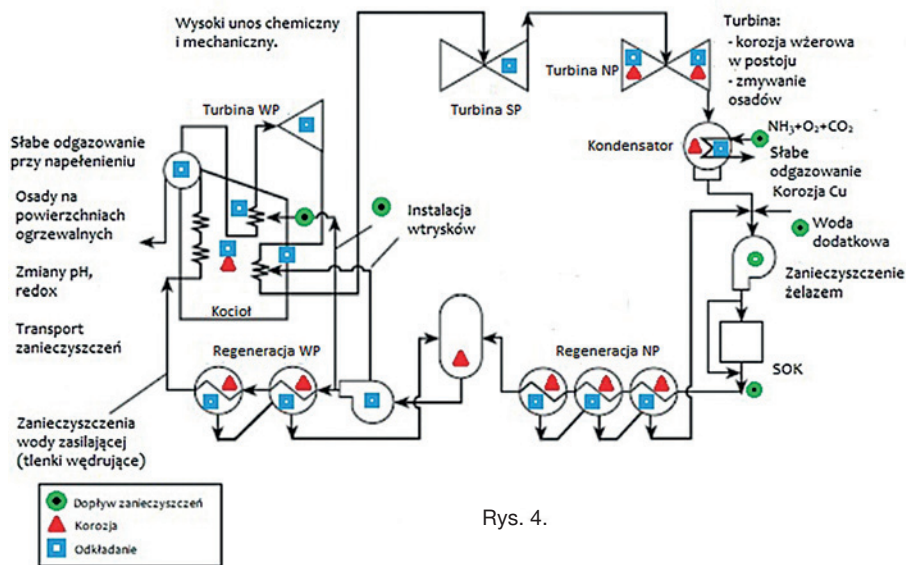 Wysoki unos chemiczny
i mechaniczny.
Turbina WP
Turbina SP
Turbina NP
Turbina:
- korozja wżerowa
w postoju
- zmywanie
osadów
NH₃+O₂+CO₂
Kondensator
Słabe
odgazowanie
Korozja Cu
Woda
dodatkowa
Zanieczyszczenie
żelazem
SOK
Słabe odgazowanie
przy napełenieniu
Osady na
powierzchniach
ogrzewalnych
Zmiany pH,
redox
Transport
zanieczyszczeń
Kocioł
Instalacja
wtrysków
Regeneracja WP
Regeneracja NP
Zanieczyszczenia
wody zasilającej
(tlenki wędrujące)
Dopływ zanieczyszczeń
Korozja
Odkładanie
Rys. 4.